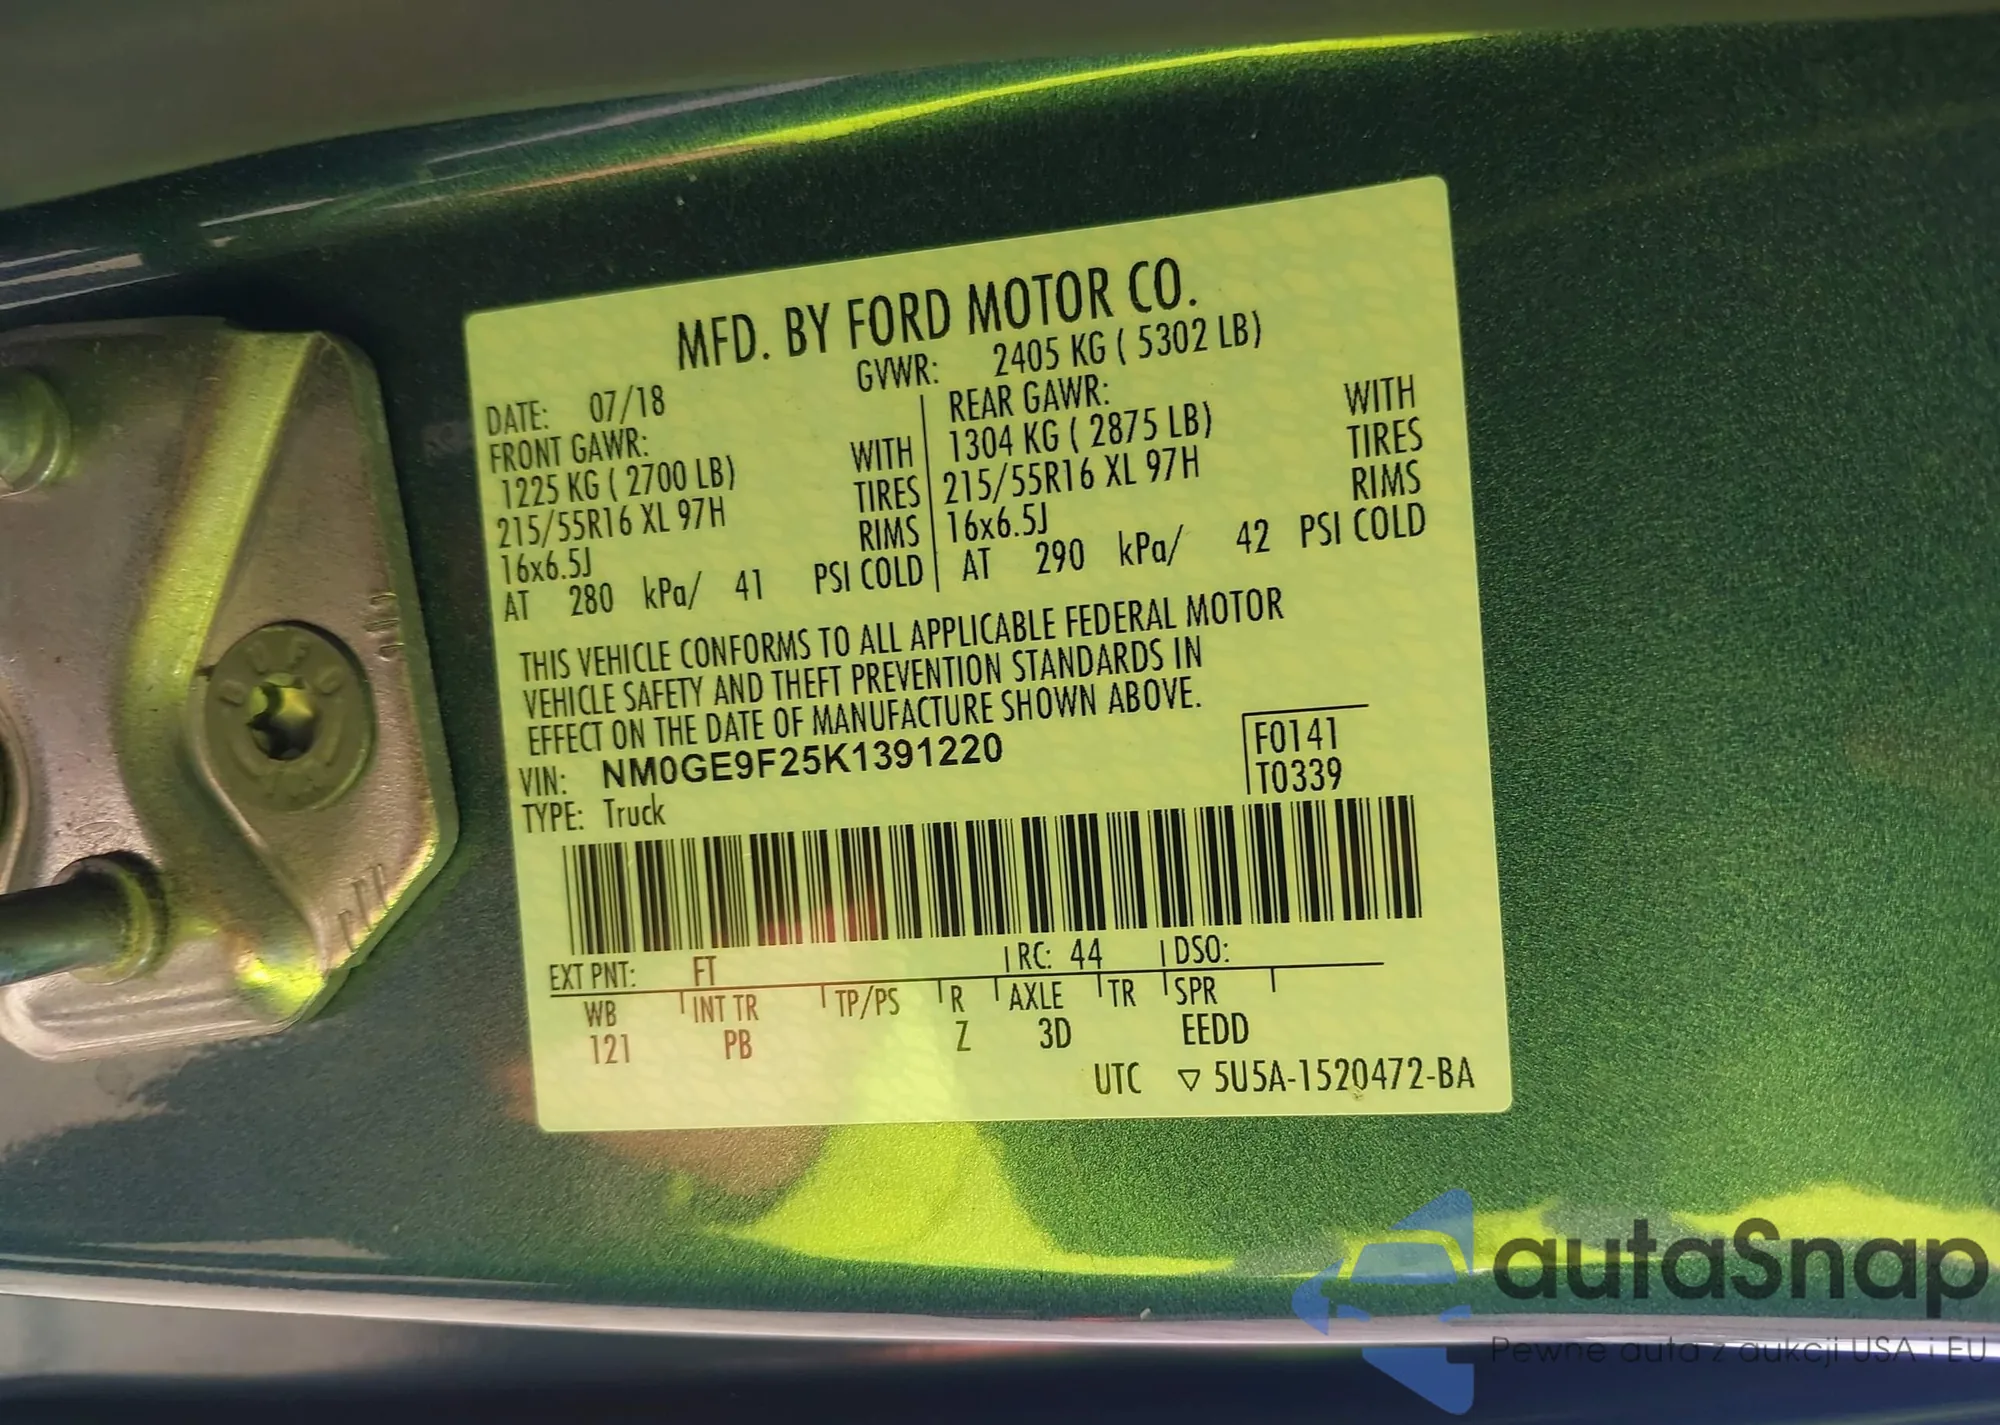 MFD. BY FORD MOTOR CO.
DATE: 07/18 GVWR: 2405 KG ( 5302 LB)
FRONT GAWR: REAR GAWR:
1225 KG ( 2700 LB) WITH 1304 KG ( 2875 LB) WITH
215/55R16 XL 97H TIRES 215/55R16 XL 97H TIRES
16x6.5J RIMS 16x6.5J RIMS
AT 280 kPa/ 41 PSI COLD AT 290 kPa/ 42 PSI COLD
THIS VEHICLE CONFORMS TO ALL APPLICABLE FEDERAL MOTOR
VEHICLE SAFETY AND THEFT PREVENTION STANDARDS IN
EFFECT ON THE DATE OF MANUFACTURE SHOWN ABOVE.
VIN: NM0GE9F25K1391220 F0141
TYPE: Truck T0339
EXT PNT: FT RC: 44 DSO:
WB INT TR TP/PS R AXLE TR SPR
121 PB Z 3D EEDD
UTC ▽ 5U5A-1520472-BA
autaSnap
Pewne auta z aukcji USA i EU